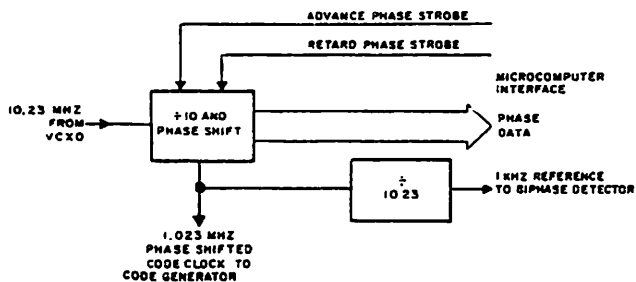 ADVANCE PHASE STROBE
RETARD PHASE STROBE
MICROCOMPUTER
INTERFACE
10.23 MHZ
FROM
VCXO
÷10 AND
PHASE SHIFT
PHASE
DATA
÷
1023
1 KHZ REFERENCE
TO BIPHASE DETECTOR
1.023 MHZ
PHASE SHIFTED
CODE CLOCK TO
CODE GENERATOR